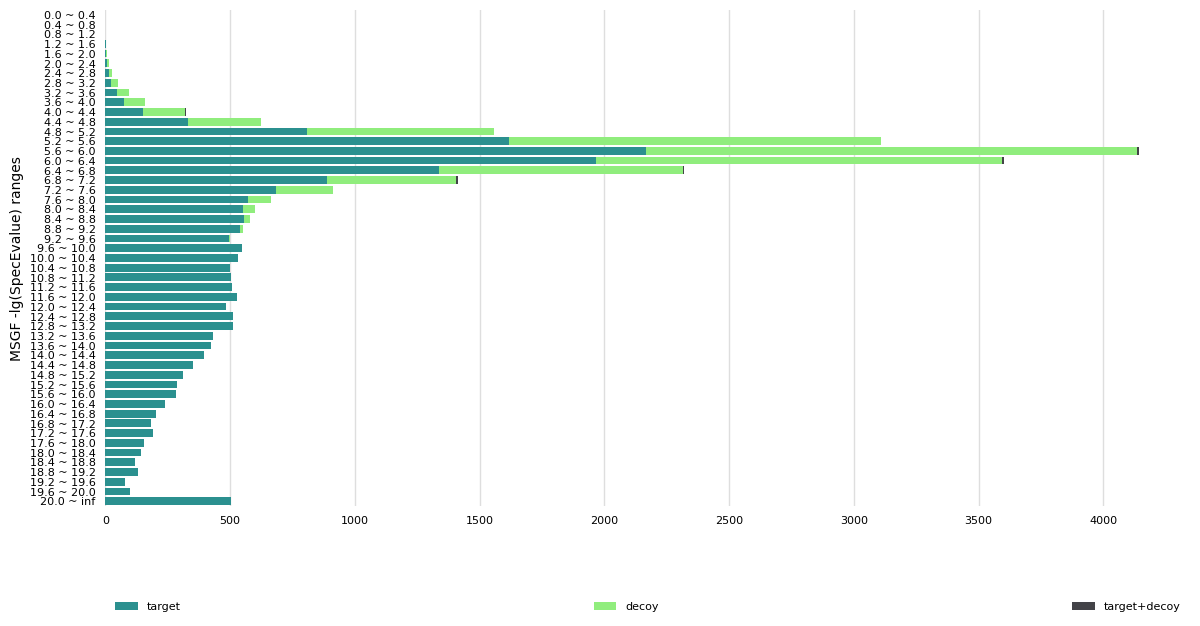 MSGF -lg(SpecEvalue) ranges
0.0 ~ 0.4
0.4 ~ 0.8
0.8 ~ 1.2
1.2 ~ 1.6
1.6 ~ 2.0
2.0 ~ 2.4
2.4 ~ 2.8
2.8 ~ 3.2
3.2 ~ 3.6
3.6 ~ 4.0
4.0 ~ 4.4
4.4 ~ 4.8
4.8 ~ 5.2
5.2 ~ 5.6
5.6 ~ 6.0
6.0 ~ 6.4
6.4 ~ 6.8
6.8 ~ 7.2
7.2 ~ 7.6
7.6 ~ 8.0
8.0 ~ 8.4
8.4 ~ 8.8
8.8 ~ 9.2
9.2 ~ 9.6
9.6 ~ 10.0
10.0 ~ 10.4
10.4 ~ 10.8
10.8 ~ 11.2
11.2 ~ 11.6
11.6 ~ 12.0
12.0 ~ 12.4
12.4 ~ 12.8
12.8 ~ 13.2
13.2 ~ 13.6
13.6 ~ 14.0
14.0 ~ 14.4
14.4 ~ 14.8
14.8 ~ 15.2
15.2 ~ 15.6
15.6 ~ 16.0
16.0 ~ 16.4
16.4 ~ 16.8
16.8 ~ 17.2
17.2 ~ 17.6
17.6 ~ 18.0
18.0 ~ 18.4
18.4 ~ 18.8
18.8 ~ 19.2
19.2 ~ 19.6
19.6 ~ 20.0
20.0 ~ inf
0 500 1000 1500 2000 2500 3000 3500 4000
target decoy target+decoy